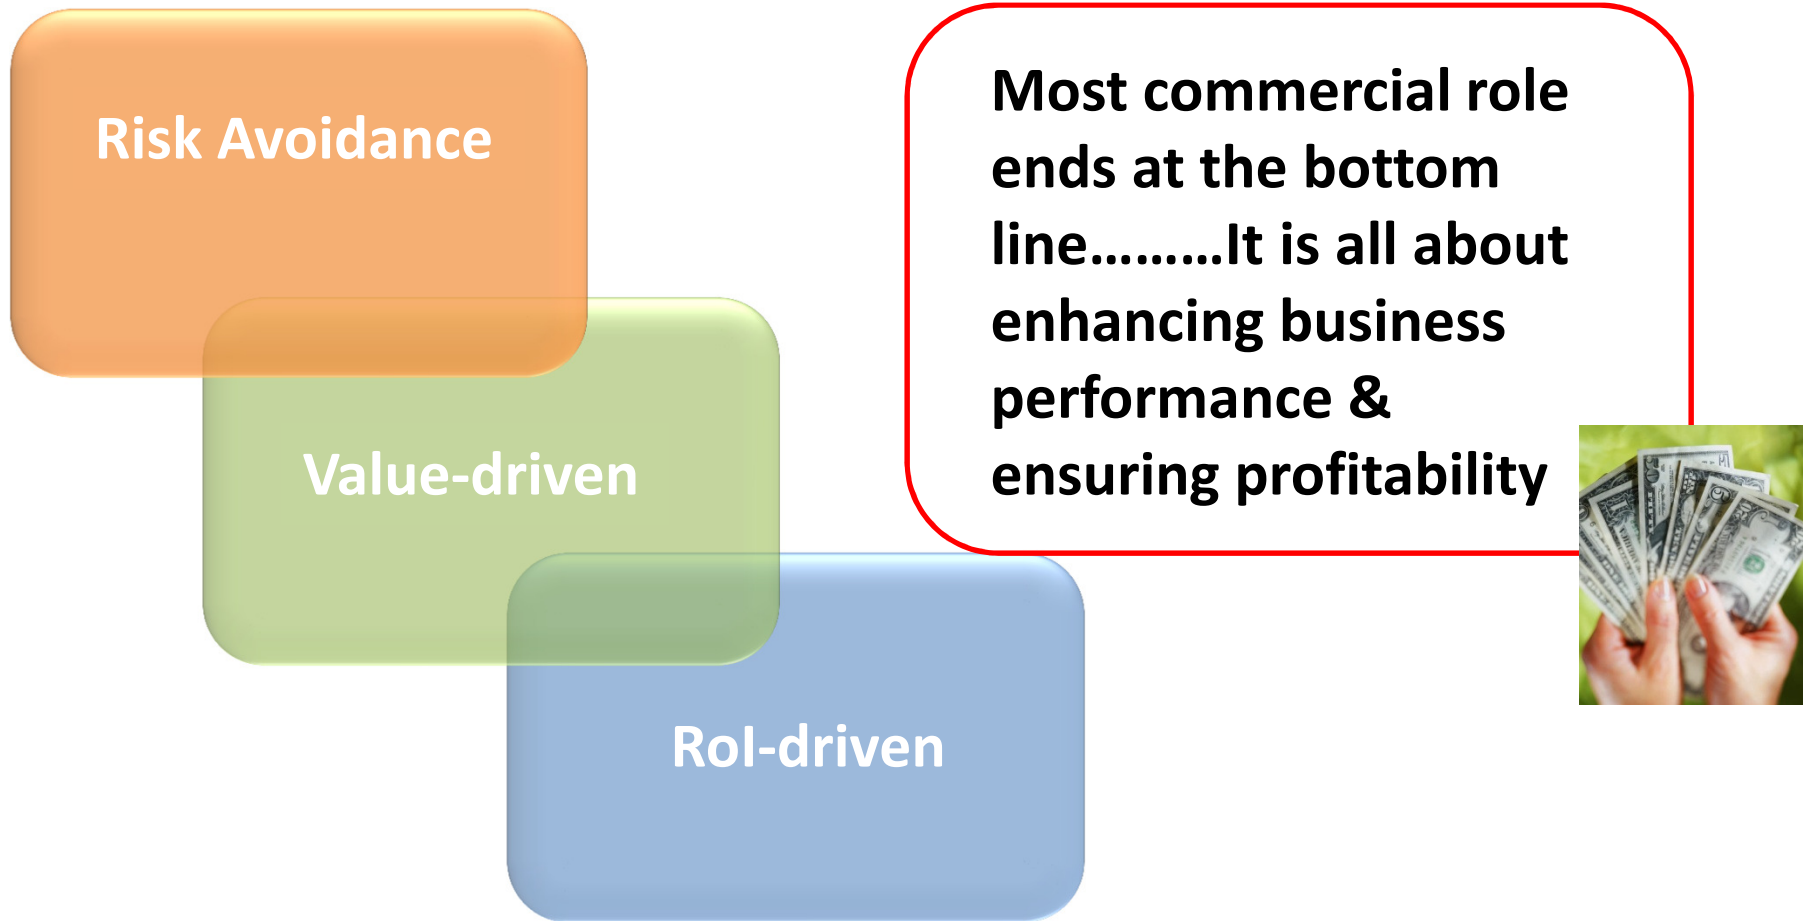 Risk Avoidance
Value-driven
RoI-driven
Most commercial role
ends at the bottom
line.........It is all about
enhancing business
performance &
ensuring profitability